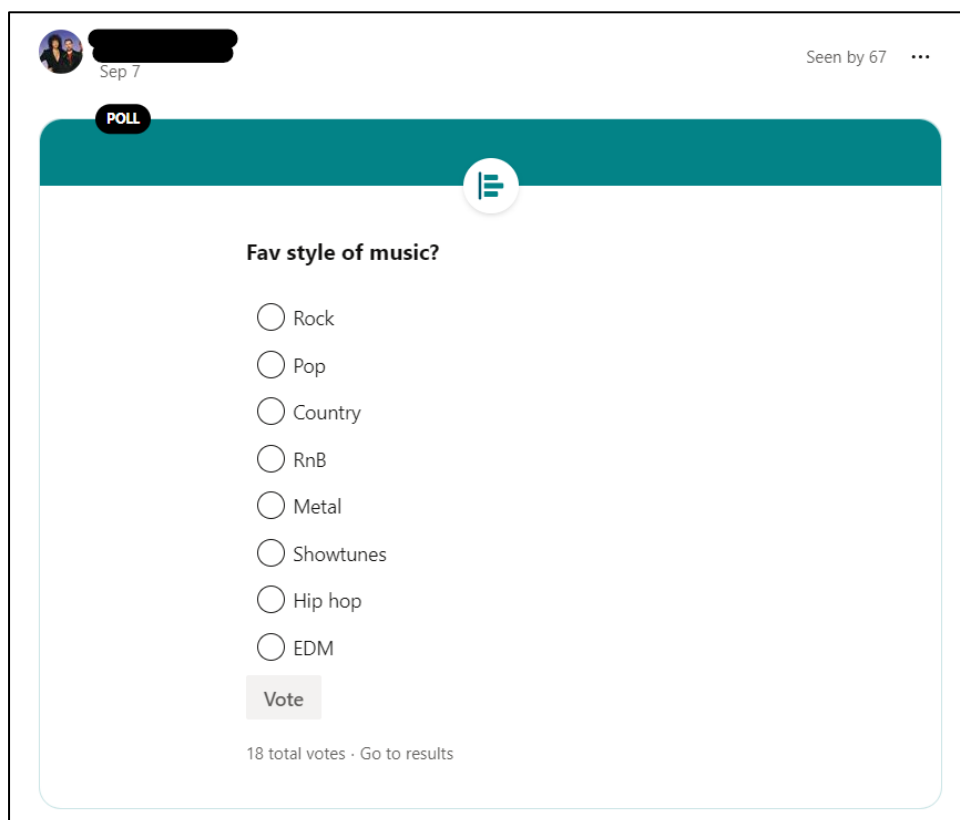 Sep 7
Seen by 67
POLL
Fav style of music?
Rock
Pop
Country
RnB
Metal
Showtunes
Hip hop
EDM
Vote
18 total votes · Go to results